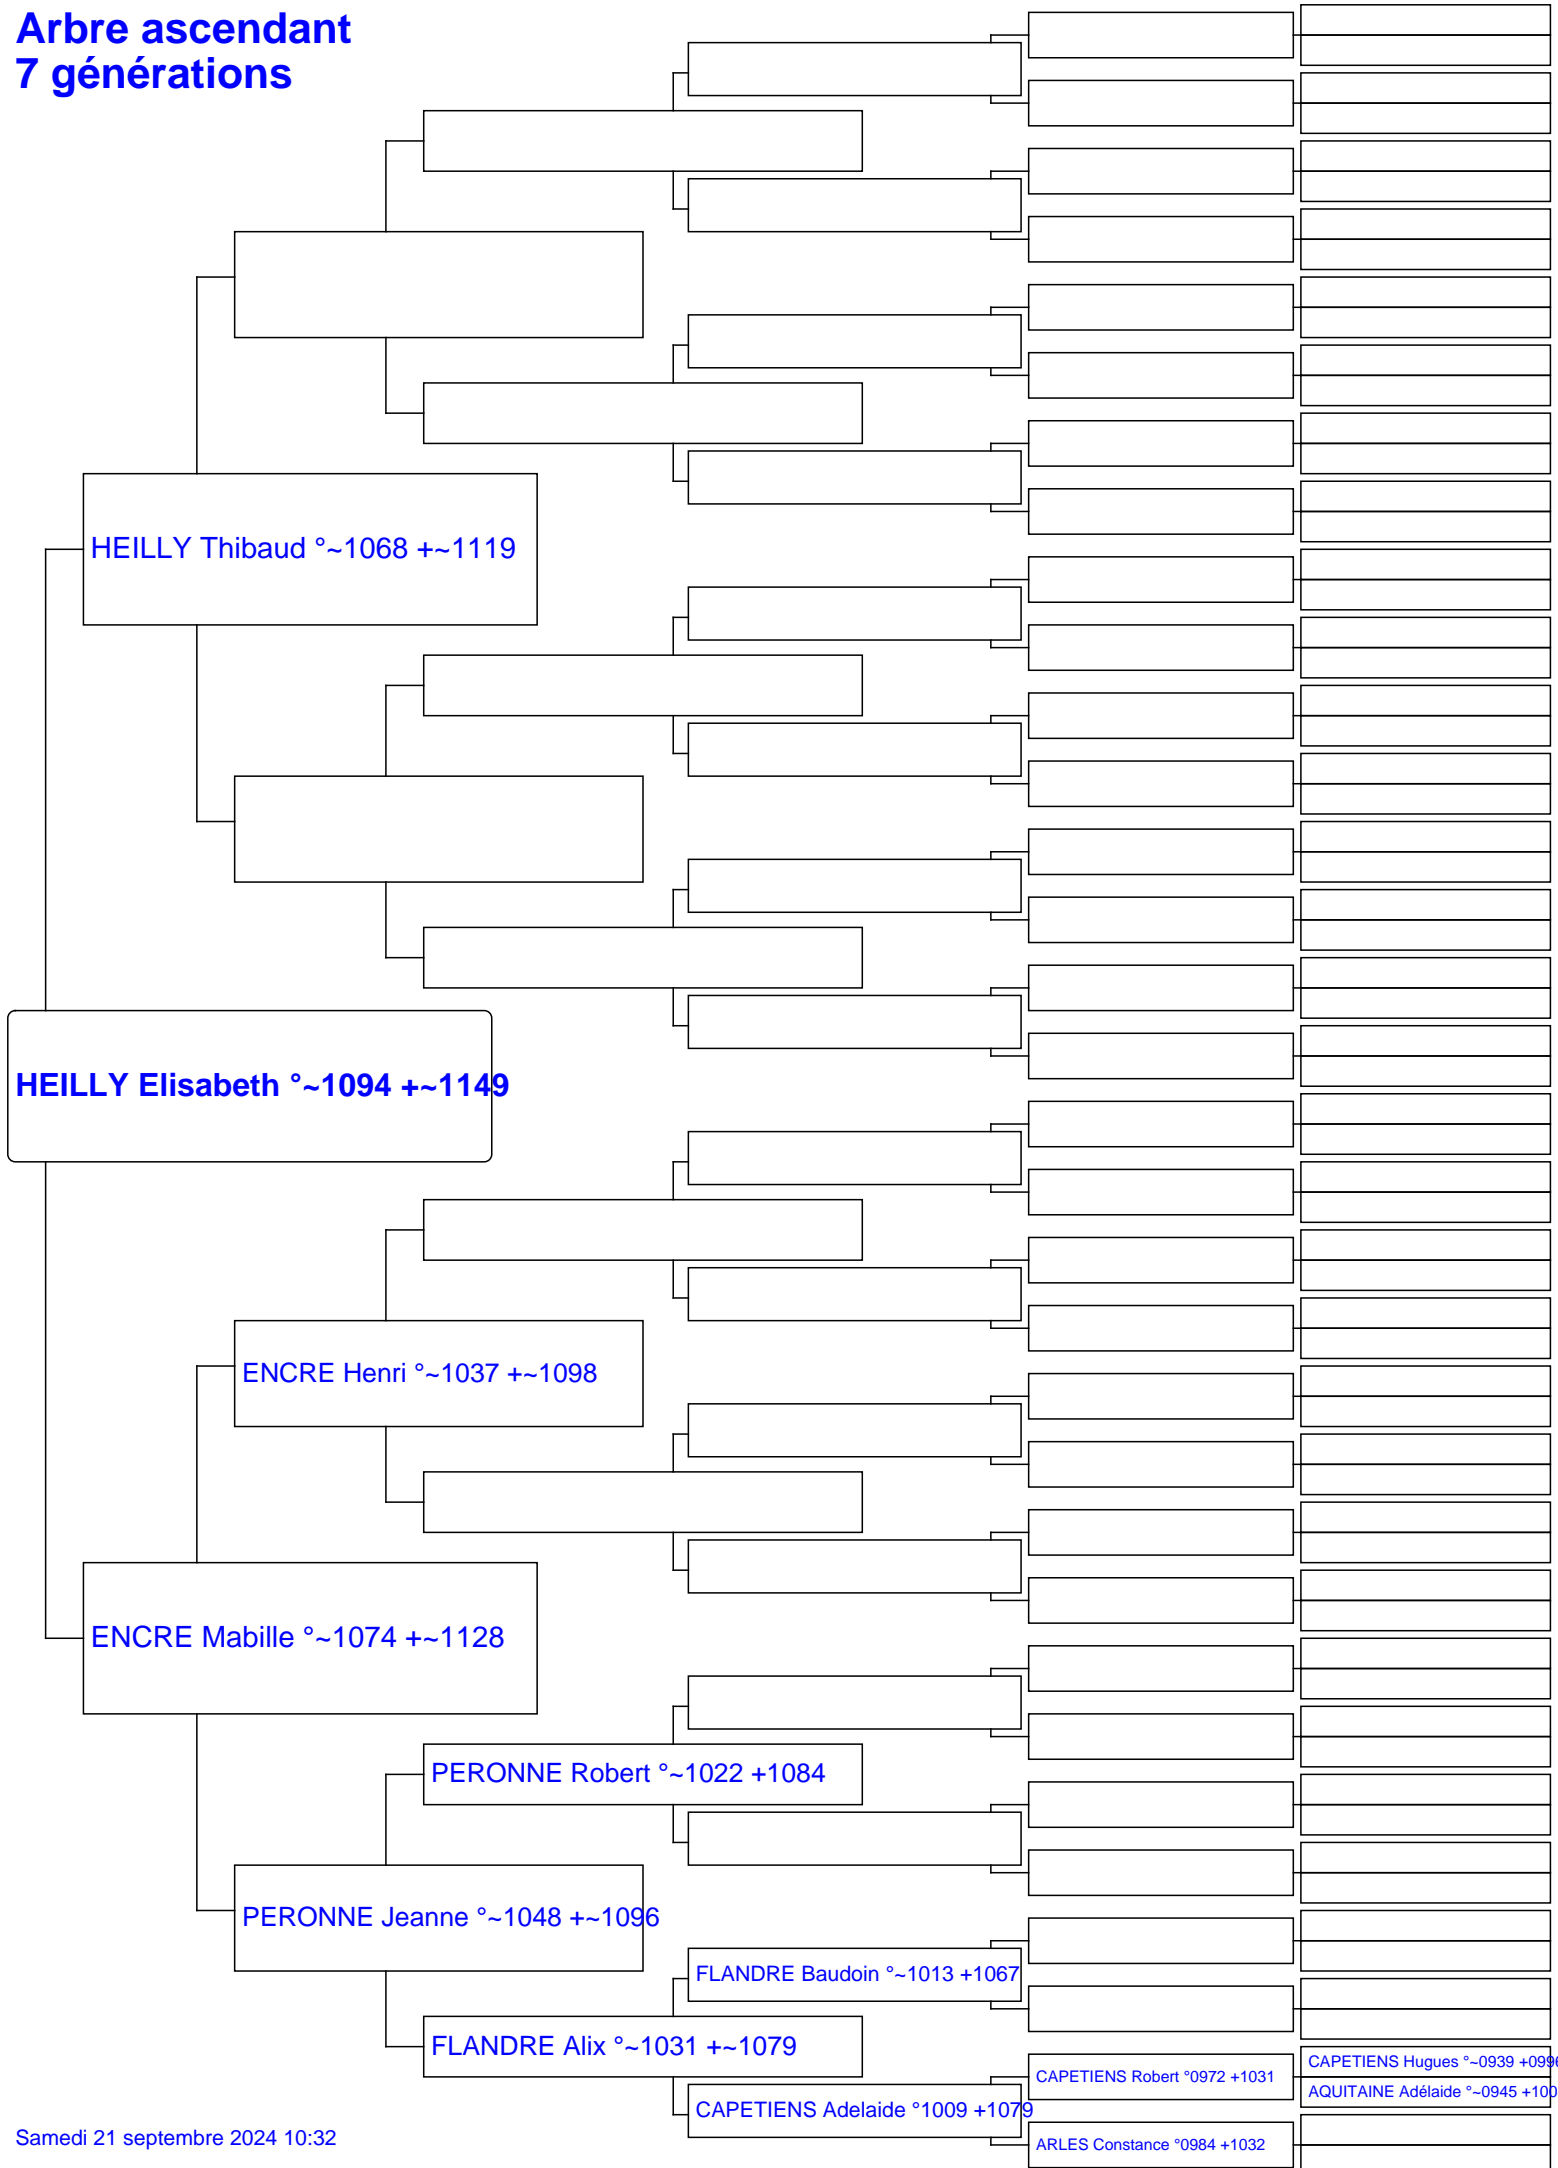 Arbre ascendant
7 générations
HEILLY Thibaud °~1068 +~1119
HEILLY Elisabeth °~1094 +~1149
ENCRE Henri °~1037 +~1098
ENCRE Mabille °~1074 +~1128
PERONNE Robert °~1022 +1084
PERONNE Jeanne °~1048 +~1096
FLANDRE Baudoin °~1013 +1067
FLANDRE Alix °~1031 +~1079
CAPETIENS Hugues °~0939 +0996
CAPETIENS Robert °0972 +1031
AQUITAINE Adélaide °~0945 +100
CAPETIENS Adelaide °1009 +1079
ARLES Constance °0984 +1032
Samedi 21 septembre 2024 10:32